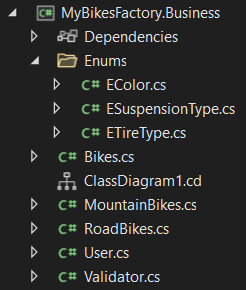 MyBikesFactory.Business
Dependencies
Enums
C# EColor.cs
C# ESuspensionType.cs
C# ETireType.cs
C# Bikes.cs
ClassDiagram1.cd
C# MountainBikes.cs
C# RoadBikes.cs
C# User.cs
C# Validator.cs